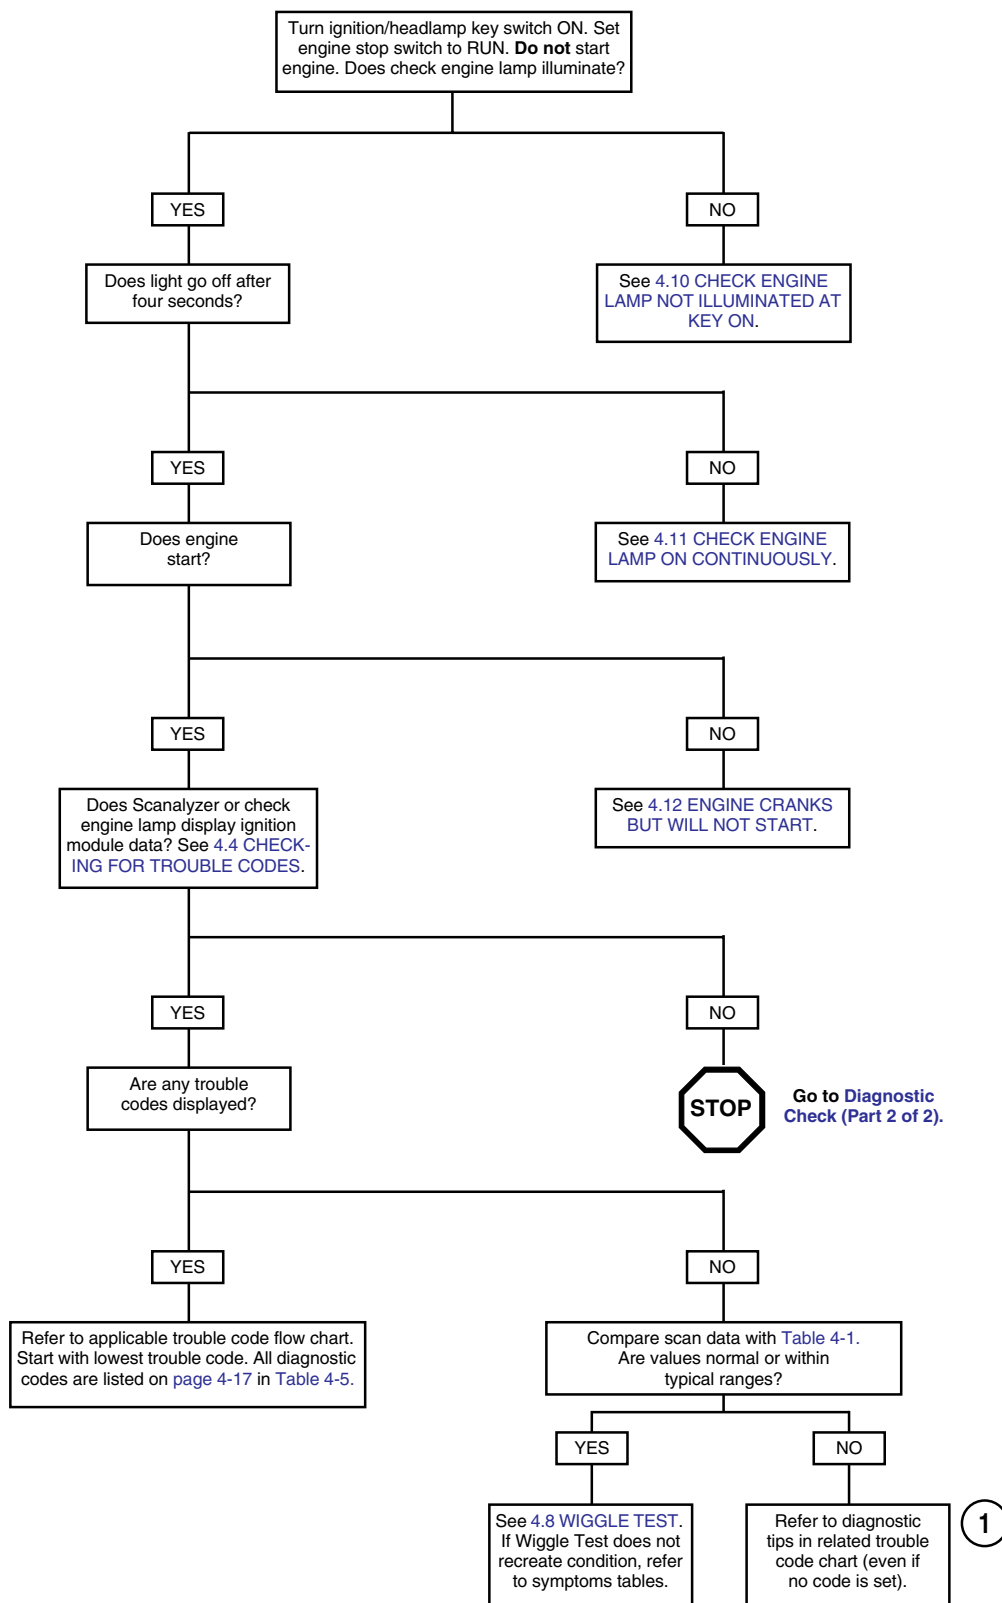 Turn ignition/headlamp key switch ON. Set
engine stop switch to RUN. Do not start
engine. Does check engine lamp illuminate?
YES
NO
Does light go off after
four seconds?
See 4.10 CHECK ENGINE
LAMP NOT ILLUMINATED AT
KEY ON.
YES
NO
Does engine
start?
See 4.11 CHECK ENGINE
LAMP ON CONTINUOUSLY.
YES
NO
Does Scanalyzer or check
engine lamp display ignition
module data? See 4.4 CHECK-
ING FOR TROUBLE CODES.
See 4.12 ENGINE CRANKS
BUT WILL NOT START.
YES
NO
Are any trouble
codes displayed?
STOP
Go to Diagnostic
Check (Part 2 of 2).
YES
NO
Refer to applicable trouble code flow chart.
Start with lowest trouble code. All diagnostic
codes are listed on page 4-17 in Table 4-5.
Compare scan data with Table 4-1.
Are values normal or within
typical ranges?
YES
NO
See 4.8 WIGGLE TEST.
If Wiggle Test does not
recreate condition, refer
to symptoms tables.
Refer to diagnostic
tips in related trouble
code chart (even if
no code is set).
1